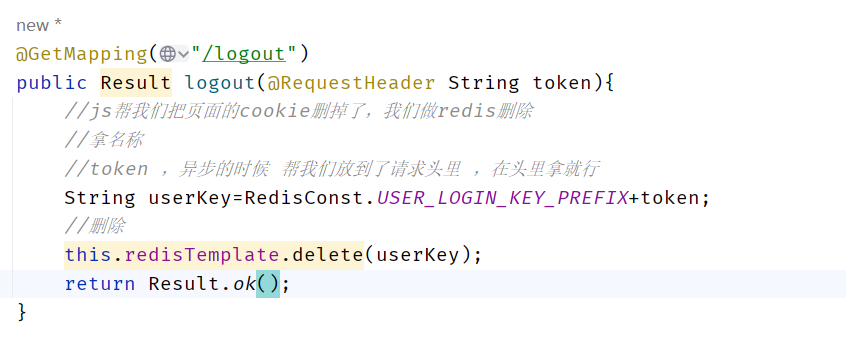 new *
@GetMapping("/logout")
public Result logout(@RequestHeader String token){
//js帮我们把页面的cookie删掉了，我们做redis删除
//拿名称
//token ，异步的时候 帮我们放到了请求头里 ，在头里拿就行
String userKey=RedisConst.USER_LOGIN_KEY_PREFIX+token;
//删除
this.redisTemplate.delete(userKey);
return Result.ok();
}